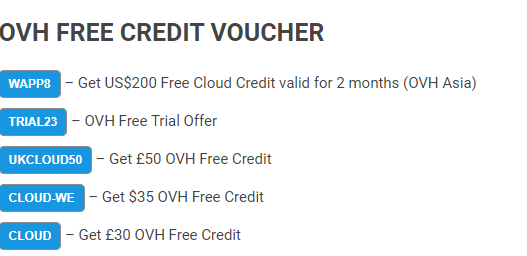 OVH FREE CREDIT VOUCHER
WAPP8 – Get US$200 Free Cloud Credit valid for 2 months (OVH Asia)
TRIAL23 – OVH Free Trial Offer
UKCLOUD50 – Get £50 OVH Free Credit
CLOUD-WE – Get $35 OVH Free Credit
CLOUD – Get £30 OVH Free Credit